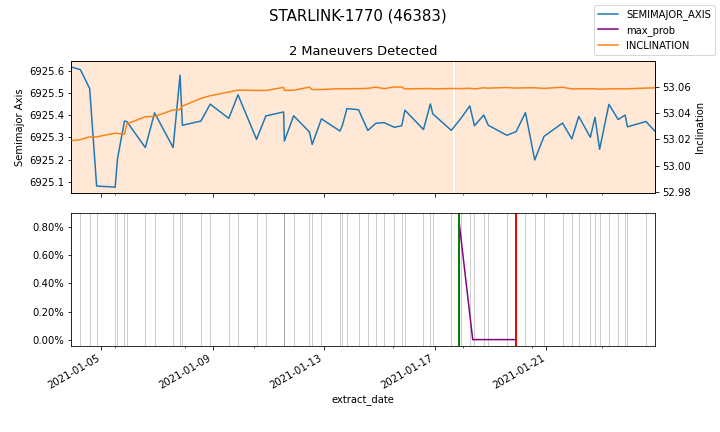 STARLINK-1770 (46383)
SEMIMAJOR_AXIS
max_prob
INCLINATION
2 Maneuvers Detected
Semimajor Axis
6925.6
6925.5
6925.4
6925.3
6925.2
6925.1
Inclination
53.06
53.04
53.02
53.00
52.98
0.80%
0.60%
0.40%
0.20%
0.00%
2021-01-05
2021-01-09
2021-01-13
2021-01-17
2021-01-21
extract_date